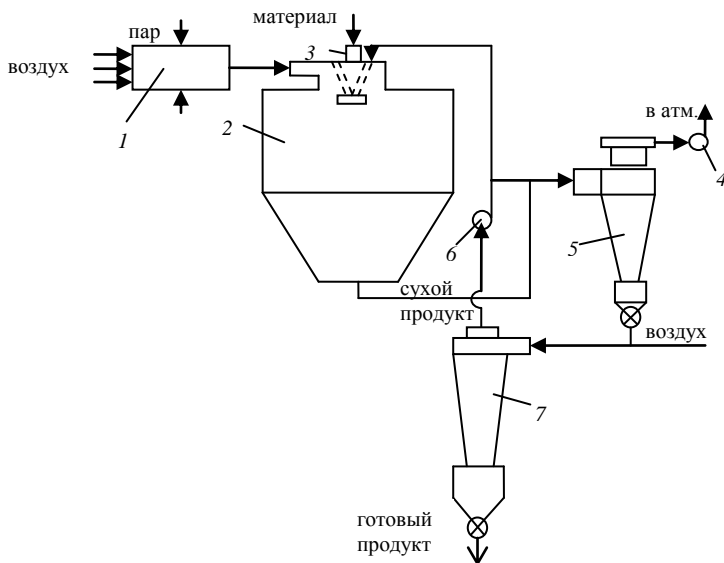 материал
пар
3
воздух
1
2
в атм.
4
6
5
сухой
продукт
воздух
7
готовый
продукт